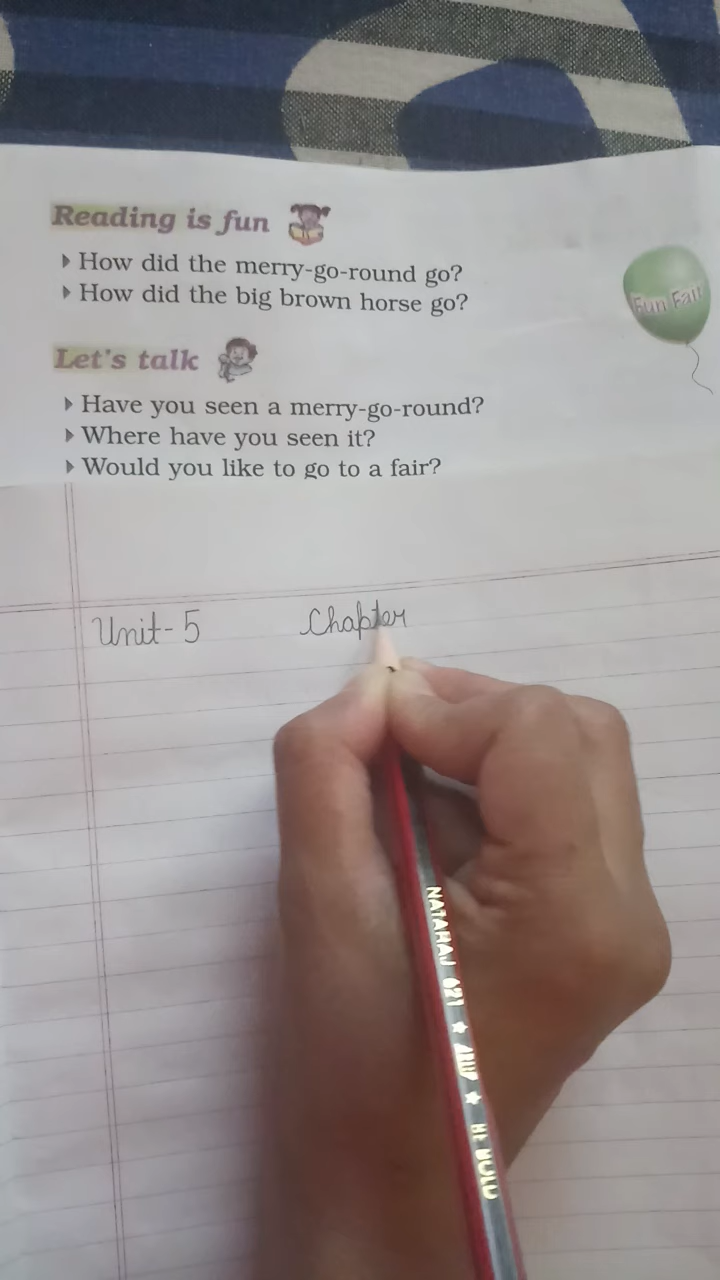 Reading is fun
How did the merry-go-round go?
How did the big brown horse go?
Fun Fair
Let's talk
Have you seen a merry-go-round?
Where have you seen it?
Would you like to go to a fair?
Unit-5 Chapter
NATARAJ 621